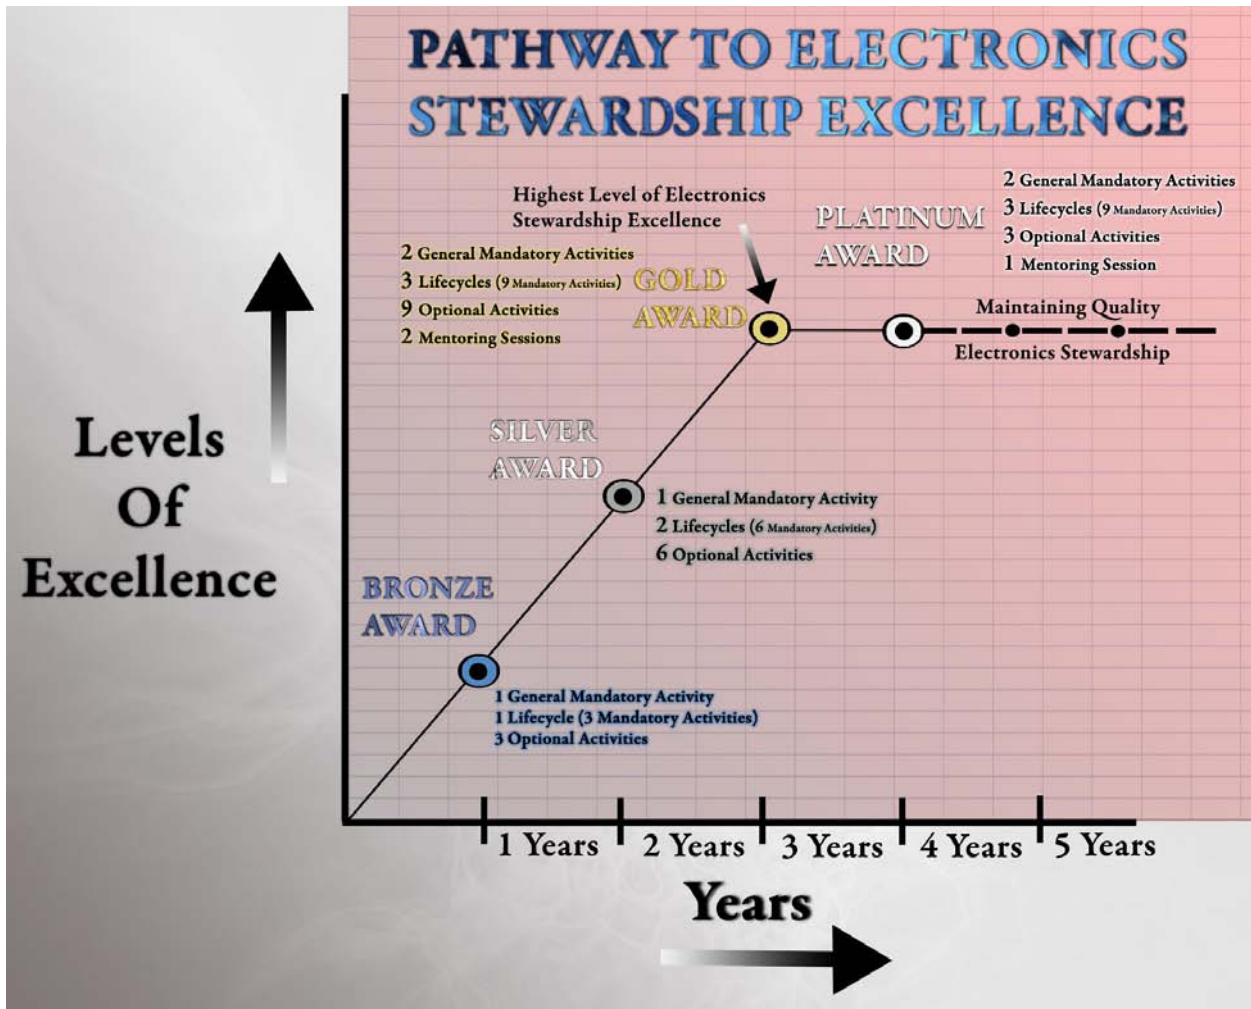 PATHWAY TO ELECTRONICS
STEWARDSHIP EXCELLENCE
Highest Level of Electronics
Stewardship Excellence
2 General Mandatory Activities
3 Lifecycles (9 Mandatory Activities)
9 Optional Activities
2 Mentoring Sessions
GOLD
AWARD
PLATINUM
AWARD
2 General Mandatory Activities
3 Lifecycles (9 Mandatory Activities)
3 Optional Activities
1 Mentoring Session
Maintaining Quality
Electronics Stewardship
Levels
Of
Excellence
SILVER
AWARD
1 General Mandatory Activity
2 Lifecycles (6 Mandatory Activities)
6 Optional Activities
BRONZE
AWARD
1 General Mandatory Activity
1 Lifecycle (3 Mandatory Activities)
3 Optional Activities
1 Years
2 Years
3 Years
4 Years
5 Years
Years